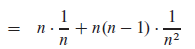 = n · 1/n + n(n − 1) · 1/n²